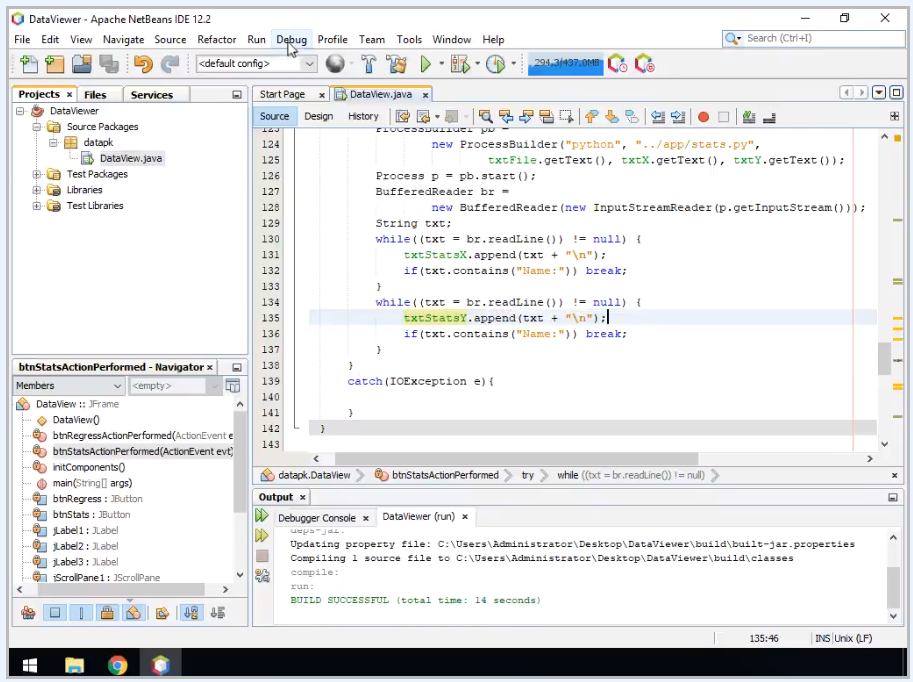 DataViewer - Apache NetBeans IDE 12.2
File Edit View Navigate Source Refactor Run Debug Profile Team Tools Window Help
Search (Ctrl+I)
<default config>
294,3/437,0MB
Projects × Files Services
Start Page × DataView.java ×
Source Design History
DataViewer
Source Packages
datapk
DataView.java
Test Packages
Libraries
Test Libraries
123 ProcessBuilder pb =
124 new ProcessBuilder("python", "../app/stats.py",
125 txtFile.getText(), txtX.getText(), txtY.getText());
126 Process p = pb.start();
127 BufferedReader br =
128 new BufferedReader(new InputStreamReader(p.getInputStream()));
129 String txt;
130 while((txt = br.readLine()) != null) {
131 txtStatsX.append(txt + "\n");
132 if(txt.contains("Name:")) break;
133 }
134 while((txt = br.readLine()) != null) {
135 txtStatsY.append(txt + "\n");
136 if(txt.contains("Name:")) break;
137 }
138 }
139 catch(IOException e){
140
141 }
142 }
143
btnStatsActionPerformed - Navigator ×
Members <empty>
DataView :: JFrame
DataView()
btnRegressActionPerformed(ActionEvent e
btnStatsActionPerformed(ActionEvent evt)
initComponents()
main(String[] args)
btnRegress : JButton
btnStats : JButton
jLabel1 : JLabel
jLabel2 : JLabel
jLabel3 : JLabel
jScrollPane1 : JScrollPane
datapk.DataView btnStatsActionPerformed try while ((txt = br.readLine()) != null)
Output ×
Debugger Console × DataViewer (run) ×
deps-jar:
Updating property file: C:\Users\Administrator\Desktop\DataViewer\build\built-jar.properties
Compiling 1 source file to C:\Users\Administrator\Desktop\DataViewer\build\classes
compile:
run:
BUILD SUCCESSFUL (total time: 14 seconds)
135:46 INS Unix (LF)